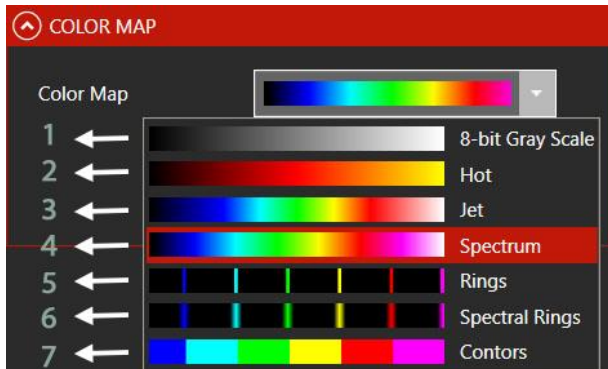 COLOR MAP
Color Map
1 8-bit Gray Scale
2 Hot
3 Jet
4 Spectrum
5 Rings
6 Spectral Rings
7 Contors